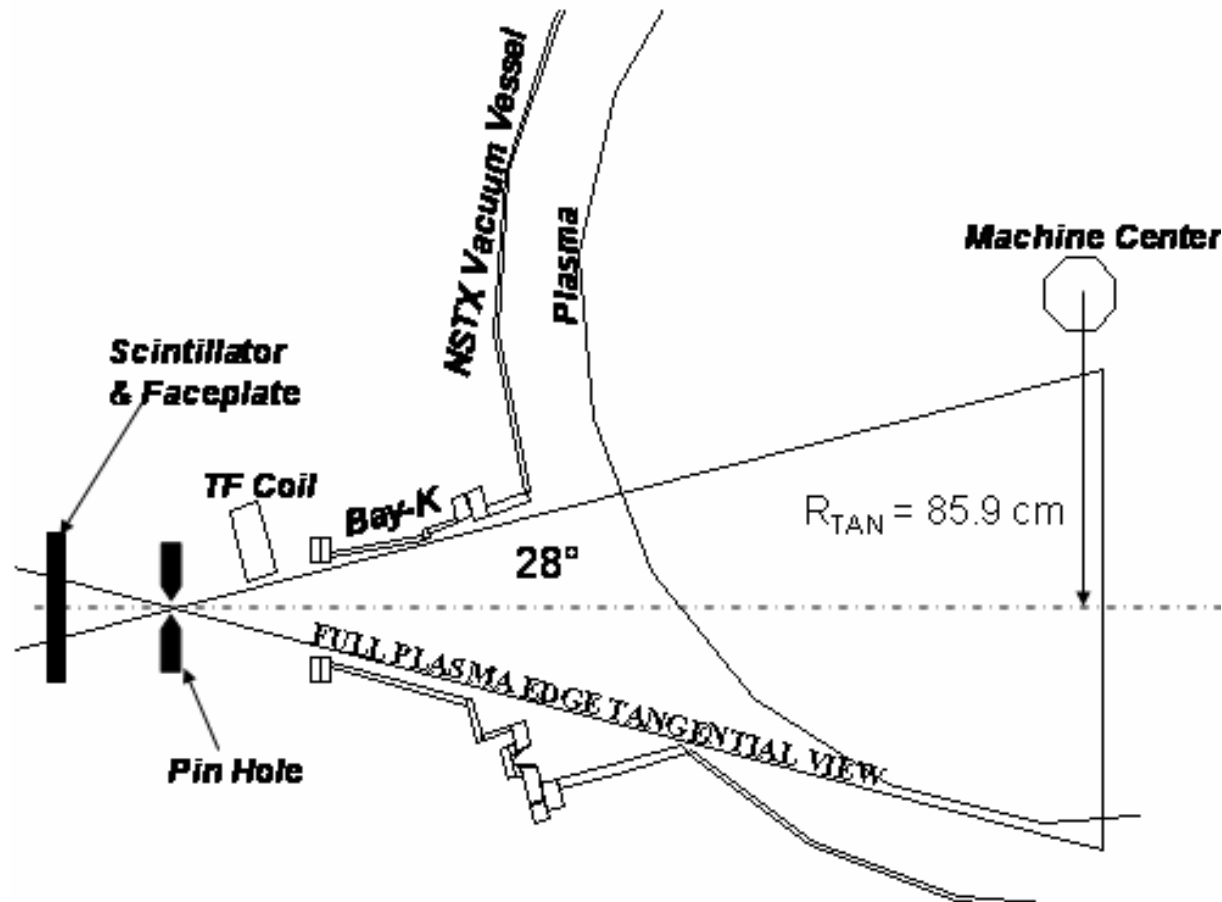 NSTX Vacuum Vessel
Plasma
Machine Center
Scintillator
& Faceplate
TF Coil
Bay-K
28°
R_TAN = 85.9 cm
FULL PLASMA EDGE TANGENTIAL VIEW
Pin Hole